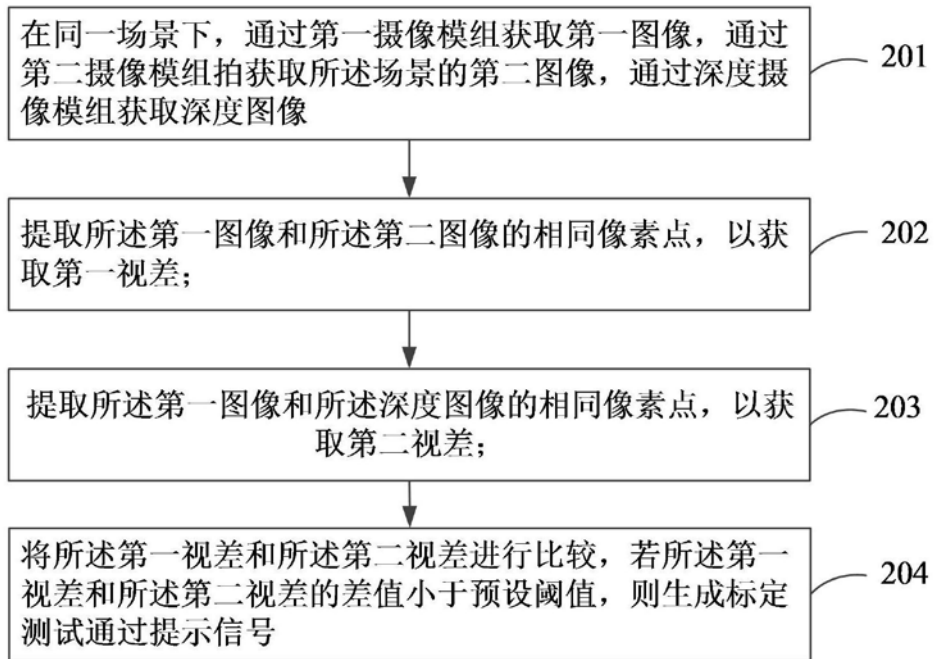 在同一场景下，通过第一摄像模组获取第一图像，通过
第二摄像模组拍获取所述场景的第二图像，通过深度摄
像模组获取深度图像
201
提取所述第一图像和所述第二图像的相同像素点，以获
取第一视差；
202
提取所述第一图像和所述深度图像的相同像素点，以获
取第二视差；
203
将所述第一视差和所述第二视差进行比较，若所述第一
视差和所述第二视差的差值小于预设阈值，则生成标定
测试通过提示信号
204